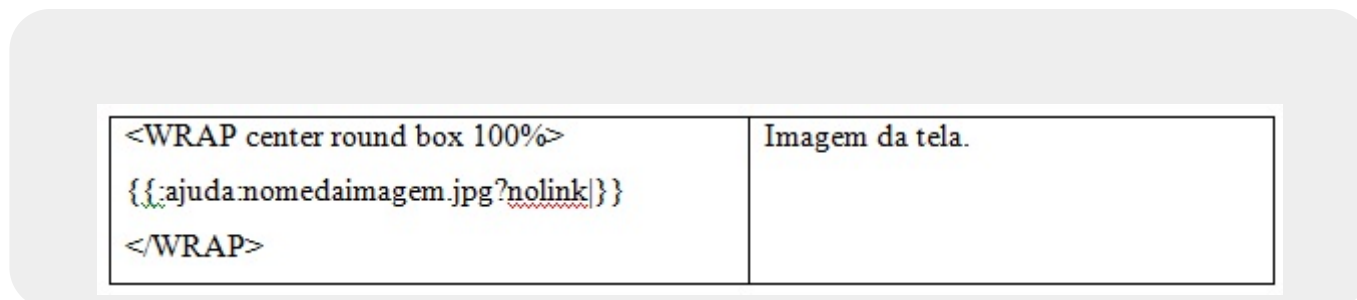 <WRAP center round box 100%>
Imagem da tela.
{{:ajuda:nomedaimagem.jpg?nolink|}}
</WRAP>